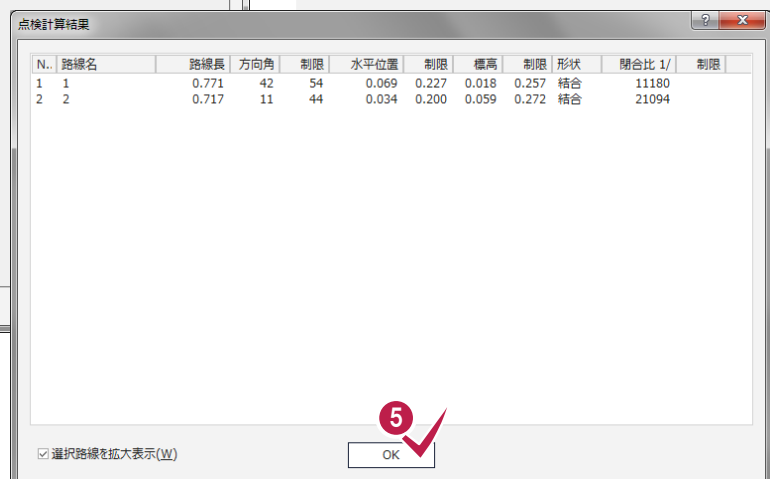 点検計算結果
N.. 路線名 路線長 方向角 制限 水平位置 制限 標高 制限 形状 閉合比 1/ 制限
1 1 0.771 42 54 0.069 0.227 0.018 0.257 結合 11180
2 2 0.717 11 44 0.034 0.200 0.059 0.272 結合 21094
5
選択路線を拡大表示(W)
OK